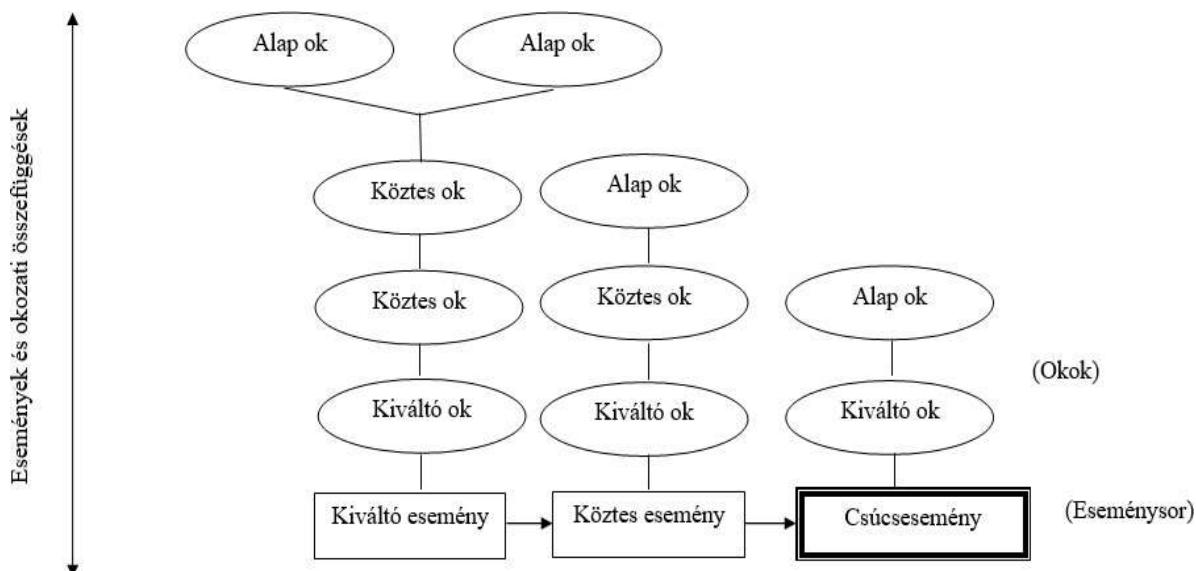 Események és okozati összefüggések
Alap ok
Alap ok
Köztes ok
Alap ok
Köztes ok
Köztes ok
Alap ok
(Okok)
Kiváltó ok
Kiváltó ok
Kiváltó ok
Kiváltó esemény
Köztes esemény
Csúcsesemény
(Eseménysor)